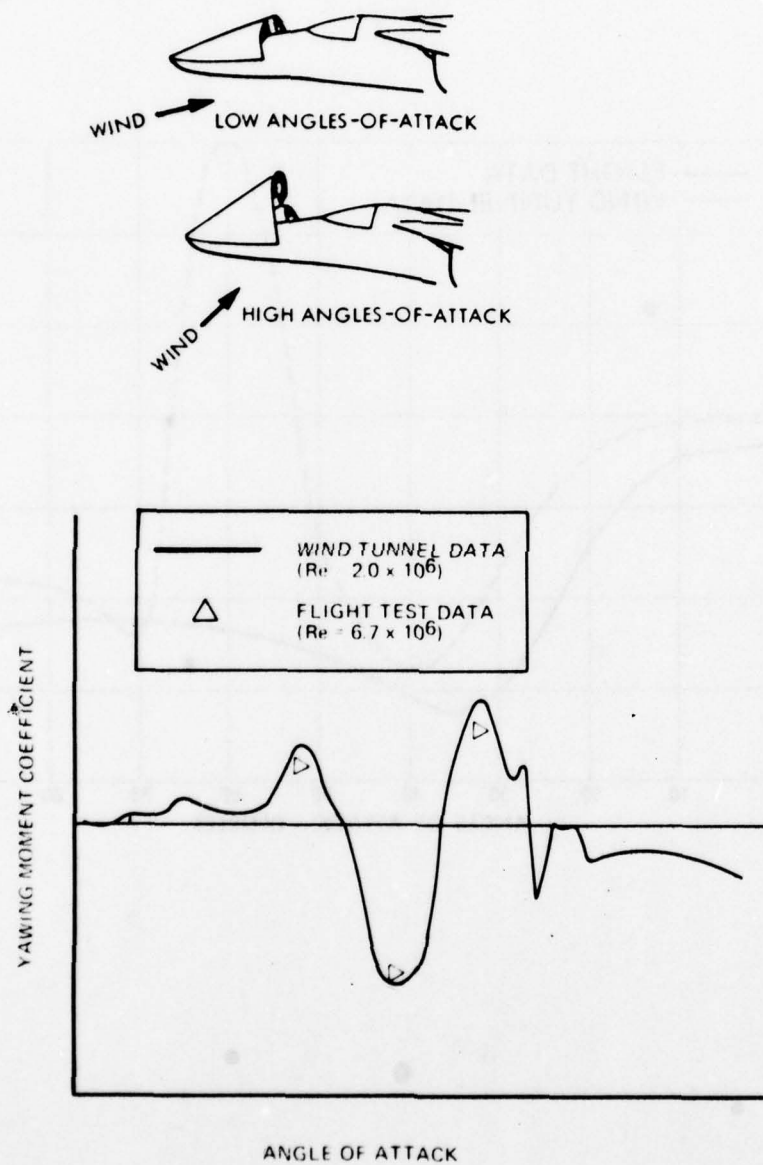 WIND
LOW ANGLES-OF-ATTACK
WIND
HIGH ANGLES-OF-ATTACK
WIND TUNNEL DATA
(Re 2.0 × 10⁶)
FLIGHT TEST DATA
(Re = 6.7 × 10⁶)
YAWING MOMENT COEFFICIENT
ANGLE OF ATTACK